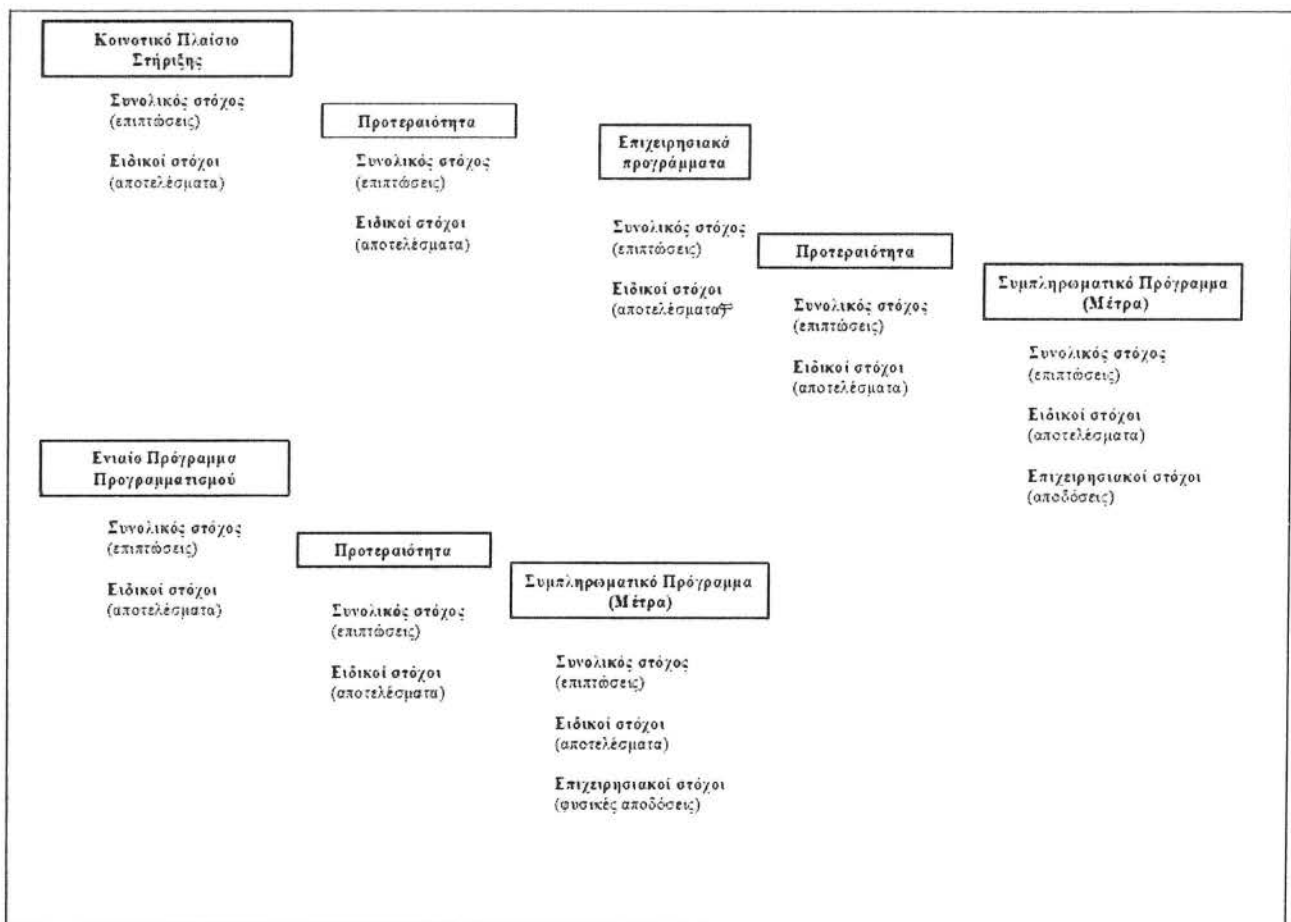 Κοινοτικό Πλαίσιο
Στήριξης
Συνολικός στόχος
(επιπτώσεις)
Ειδικοί στόχοι
(αποτελέσματα)
Προτεραιότητα
Συνολικός στόχος
(επιπτώσεις)
Ειδικοί στόχοι
(αποτελέσματα)
Επιχειρησιακά
προγράμματα
Συνολικός στόχος
(επιπτώσεις)
Ειδικοί στόχοι
(αποτελέσματα)
Προτεραιότητα
Συνολικός στόχος
(επιπτώσεις)
Ειδικοί στόχοι
(αποτελέσματα)
Συμπληρωματικό Πρόγραμμα
(Μέτρα)
Συνολικός στόχος
(επιπτώσεις)
Ειδικοί στόχοι
(αποτελέσματα)
Επιχειρησιακοί στόχοι
(αποδόσεις)
Ενιαίο Πρόγραμμα
Προγραμματισμού
Συνολικός στόχος
(επιπτώσεις)
Ειδικοί στόχοι
(αποτελέσματα)
Προτεραιότητα
Συνολικός στόχος
(επιπτώσεις)
Ειδικοί στόχοι
(αποτελέσματα)
Συμπληρωματικό Πρόγραμμα
(Μέτρα)
Συνολικός στόχος
(επιπτώσεις)
Ειδικοί στόχοι
(αποτελέσματα)
Επιχειρησιακοί στόχοι
(φυσικές αποδόσεις)